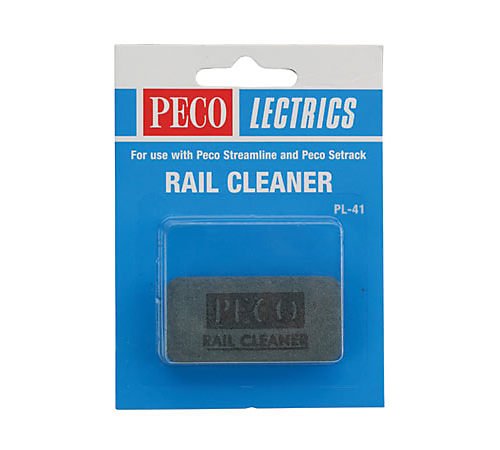 PECO LECTRICS
For use with Peco Streamline and Peco Setrack
RAIL CLEANER
PL-41
PECO
RAIL CLEANER